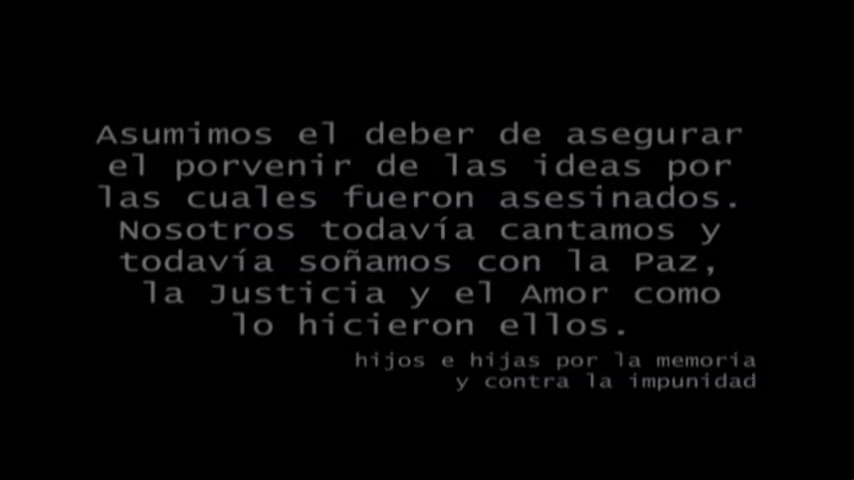 Asumimos el deber de asegurar
el porvenir de las ideas por
las cuales fueron asesinados.
Nosotros todavía cantamos y
todavía soñamos con la Paz,
la Justicia y el Amor como
lo hicieron ellos.
hijos e hijas por la memoria
y contra la impunidad